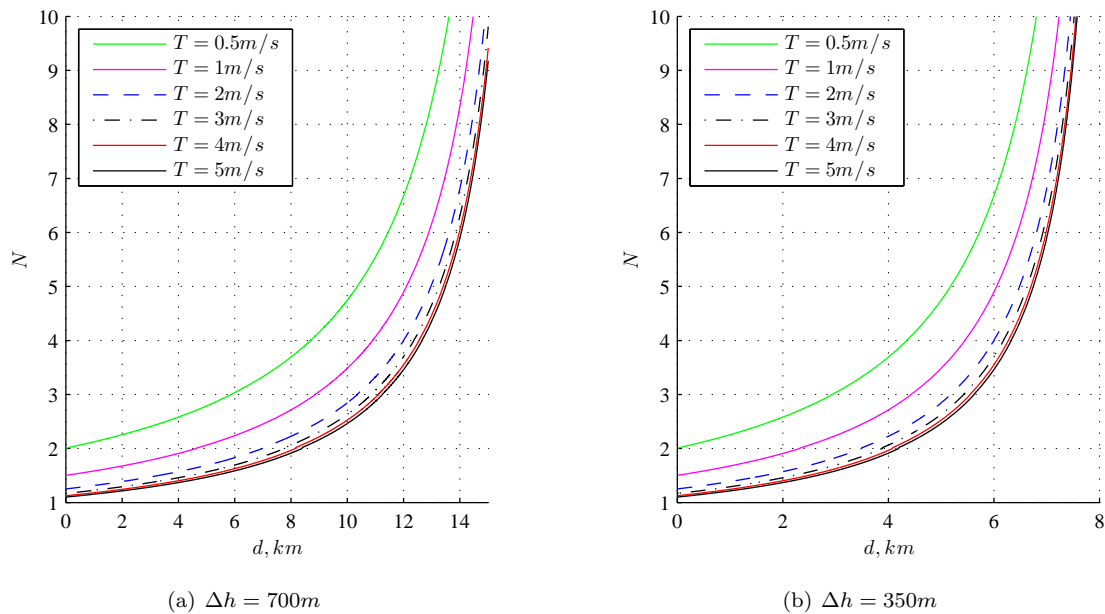 10
9
8
7
6
5
4
3
2
1
N
T = 0.5m/s
T = 1m/s
T = 2m/s
T = 3m/s
T = 4m/s
T = 5m/s
0 2 4 6 8 10 12 14
d, km
(a) Δh = 700m
10
9
8
7
6
5
4
3
2
1
N
T = 0.5m/s
T = 1m/s
T = 2m/s
T = 3m/s
T = 4m/s
T = 5m/s
0 2 4 6 8
d, km
(b) Δh = 350m